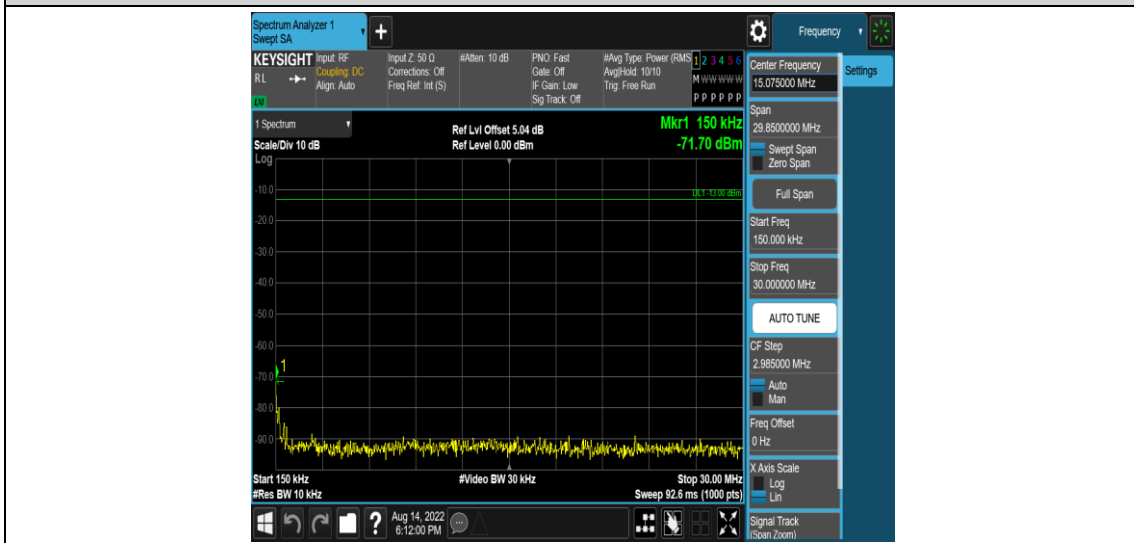 Spectrum Analyzer 1
Swept SA
+
Frequency
KEYSIGHT
RL
LXI
Input: RF
Coupling: DC
Align: Auto
Input Z: 50 Ω
Corrections: Off
Freq Ref: Int (S)
#Atten: 10 dB
PNO: Fast
Gate: Off
IF Gain: Low
Sig Track: Off
#Avg Type: Power (RMS
Avg|Hold: 10/10
Trig: Free Run
1 2 3 4 5 6
M W W W W W
P P P P P P
1 Spectrum
Scale/Div 10 dB
Ref Lvl Offset 5.04 dB
Ref Level 0.00 dBm
Mkr1 150 kHz
-71.70 dBm
Log
DL1 -13.00 dBm
-10.0
-20.0
-30.0
-40.0
-50.0
-60.0
1
-70.0
-80.0
-90.0
Start 150 kHz
#Video BW 30 kHz
Stop 30.00 MHz
#Res BW 10 kHz
Sweep 92.6 ms (1000 pts)
Center Frequency
15.075000 MHz
Settings
Span
29.8500000 MHz
Swept Span
Zero Span
Full Span
Start Freq
150.000 kHz
Stop Freq
30.000000 MHz
AUTO TUNE
CF Step
2.985000 MHz
Auto
Man
Freq Offset
0 Hz
X Axis Scale
Log
Lin
Signal Track
(Span Zoom)
?
Aug 14, 2022
6:12:00 PM